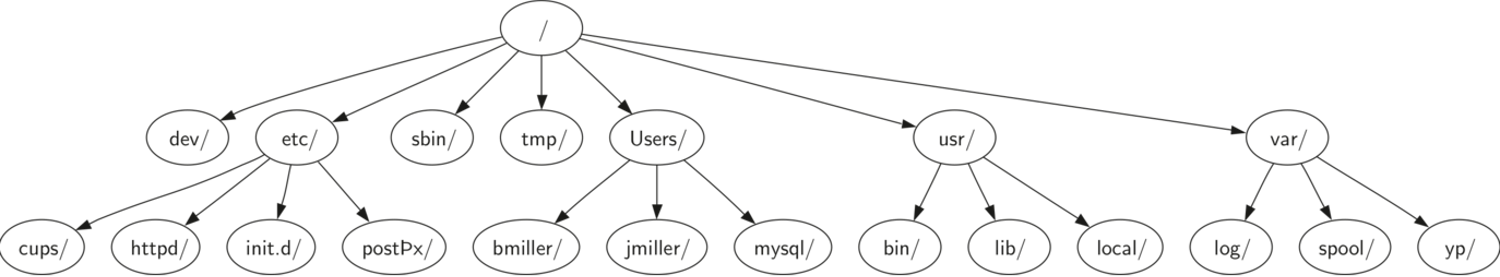 /
dev/ etc/ sbin/ tmp/ Users/ usr/ var/
cups/ httpd/ init.d/ postÞx/ bmiller/ jmiller/ mysql/ bin/ lib/ local/ log/ spool/ yp/